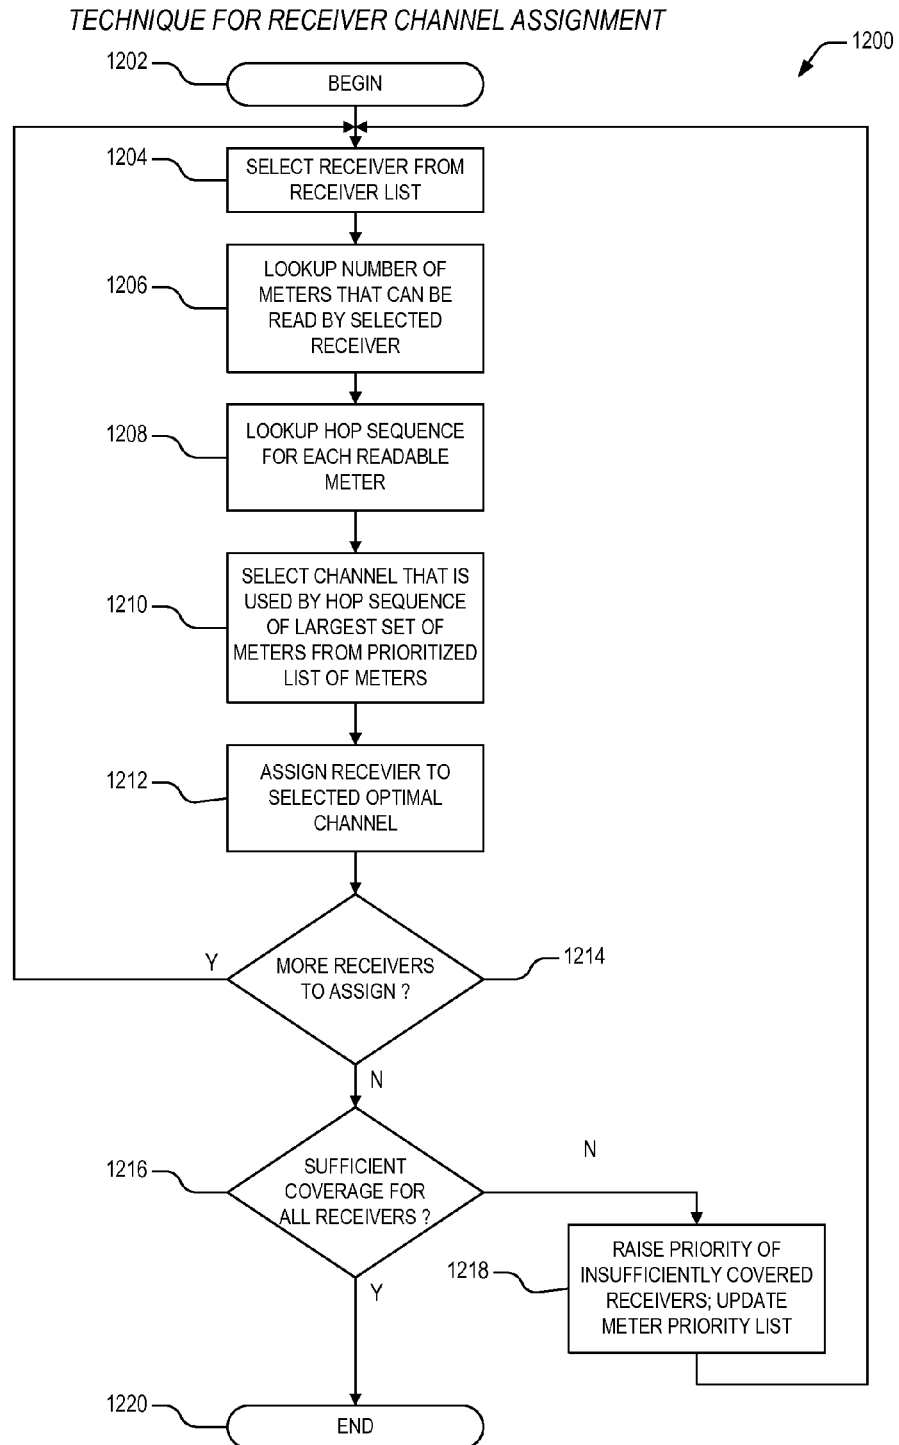 TECHNIQUE FOR RECEIVER CHANNEL ASSIGNMENT
1200
1202
BEGIN
1204
SELECT RECEIVER FROM
RECEIVER LIST
1206
LOOKUP NUMBER OF
METERS THAT CAN BE
READ BY SELECTED
RECEIVER
1208
LOOKUP HOP SEQUENCE
FOR EACH READABLE
METER
1210
SELECT CHANNEL THAT IS
USED BY HOP SEQUENCE
OF LARGEST SET OF
METERS FROM PRIORITIZED
LIST OF METERS
1212
ASSIGN RECEVIER TO
SELECTED OPTIMAL
CHANNEL
Y
MORE RECEIVERS
TO ASSIGN ?
1214
N
1216
SUFFICIENT
COVERAGE FOR
ALL RECEIVERS ?
N
Y
1218
RAISE PRIORITY OF
INSUFFICIENTLY COVERED
RECEIVERS; UPDATE
METER PRIORITY LIST
1220
END